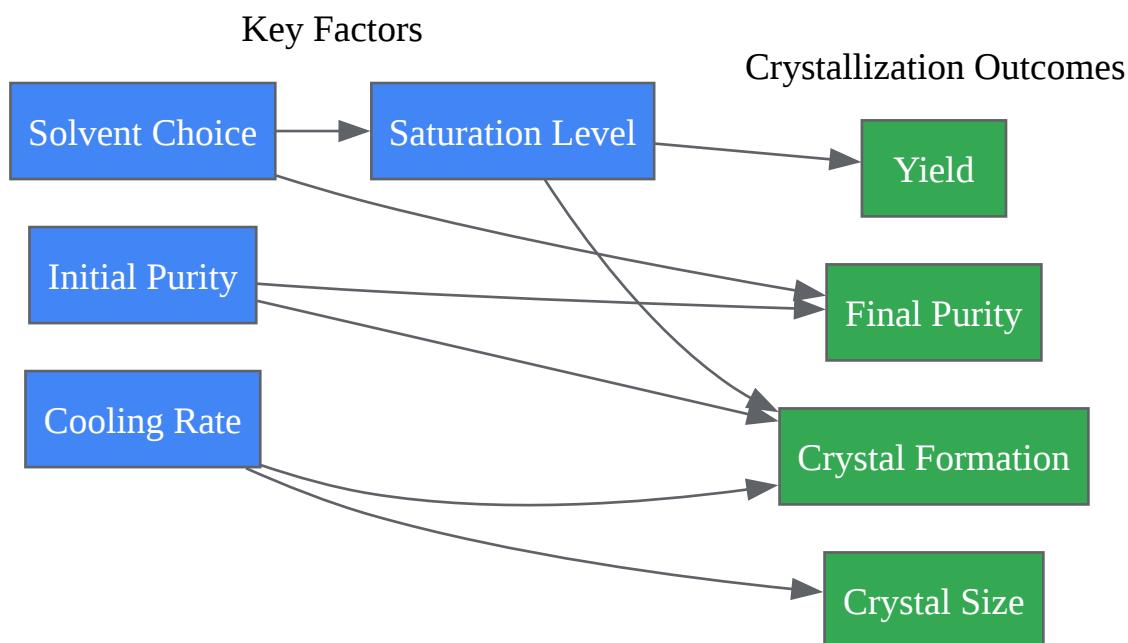 Key Factors
Crystallization Outcomes
Solvent Choice
Saturation Level
Yield
Initial Purity
Final Purity
Cooling Rate
Crystal Formation
Crystal Size